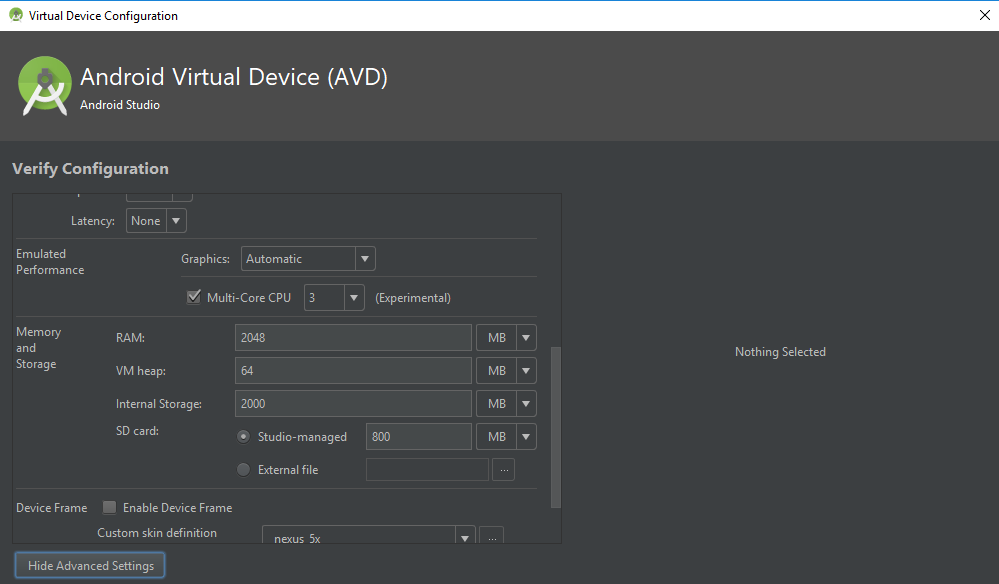 Virtual Device Configuration
Android Virtual Device (AVD)
Android Studio
Verify Configuration
Latency: None
Emulated Performance
Graphics: Automatic
Multi-Core CPU 3 (Experimental)
Memory and Storage
RAM: 2048 MB
VM heap: 64 MB
Internal Storage: 2000 MB
SD card:
Studio-managed 800 MB
External file ...
Device Frame Enable Device Frame
Custom skin definition nexus_5x ...
Nothing Selected
Hide Advanced Settings